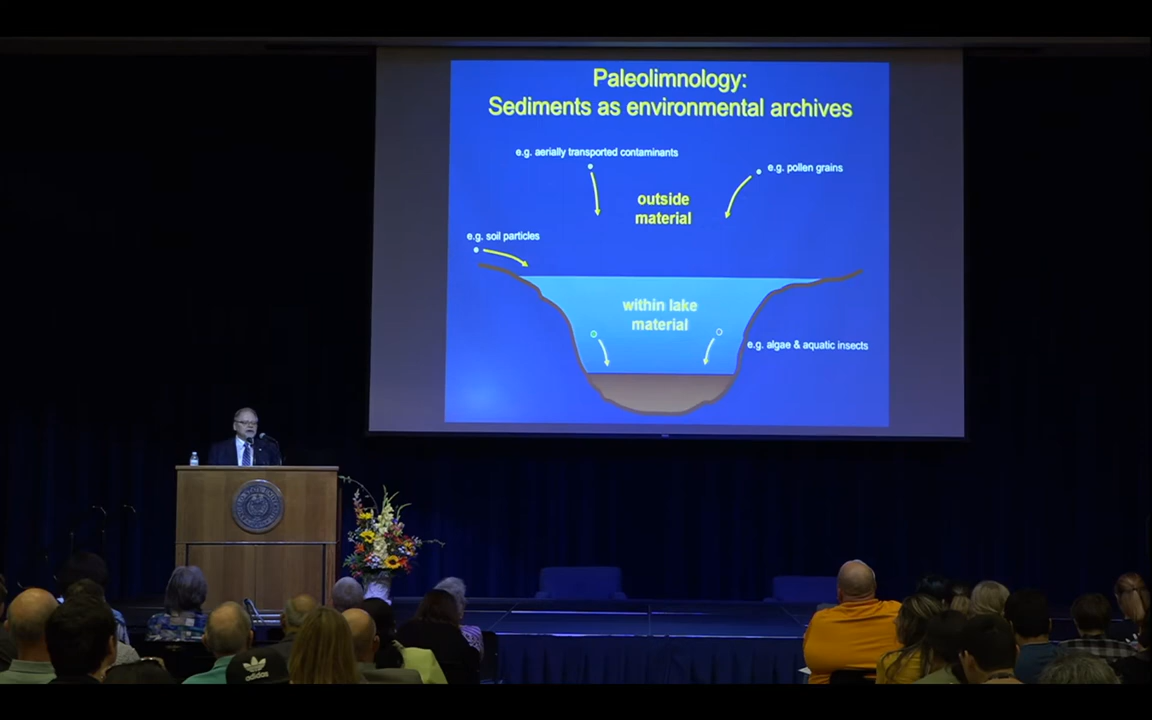 Paleolimnology:
Sediments as environmental archives
e.g. aerially transported contaminants
e.g. pollen grains
outside
material
e.g. soil particles
within lake
material
e.g. algae & aquatic insects
adidas